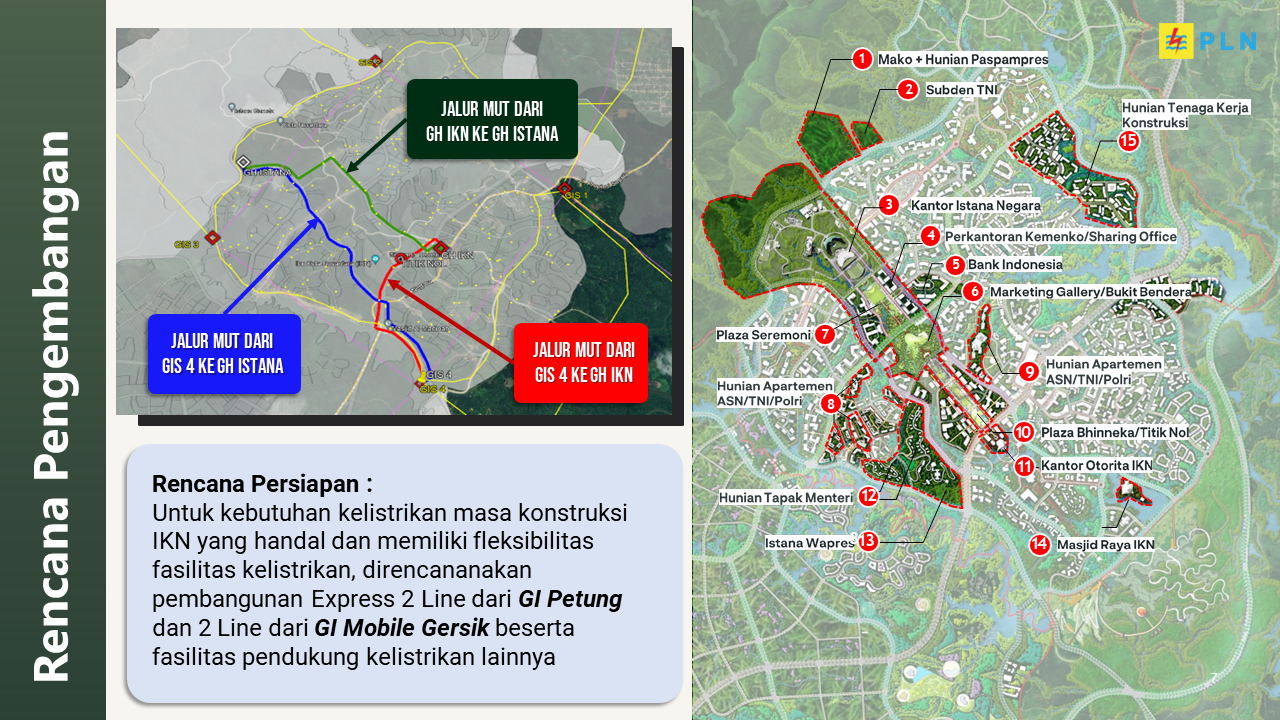 Rencana Pengembangan
GIS 2
JALUR MUT DARI
GH IKN KE GH ISTANA
GH ISTANA
GIS 1
GIS 3
GH IKN
TITIK NOL
JALUR MUT DARI
GIS 4 KE GH ISTANA
JALUR MUT DARI
GIS 4 KE GH IKN
GIS 4
GIS 4
Rencana Persiapan :
Untuk kebutuhan kelistrikan masa konstruksi
IKN yang handal dan memiliki fleksibilitas
fasilitas kelistrikan, direncananakan
pembangunan Express 2 Line dari GI Petung
dan 2 Line dari GI Mobile Gersik beserta
fasilitas pendukung kelistrikan lainnya
PLN
1 Mako + Hunian Paspampres
2 Subden TNI
Hunian Tenaga Kerja
Konstruksi
15
3 Kantor Istana Negara
4 Perkantoran Kemenko/Sharing Office
5 Bank Indonesia
6 Marketing Gallery/Bukit Bendera
Plaza Seremoni 7
Hunian Apartemen
ASN/TNI/Polri
8
9 Hunian Apartemen
ASN/TNI/Polri
10 Plaza Bhinneka/Titik Nol
11 Kantor Otorita IKN
Hunian Tapak Menteri 12
Istana Wapres 13
14 Masjid Raya IKN
7